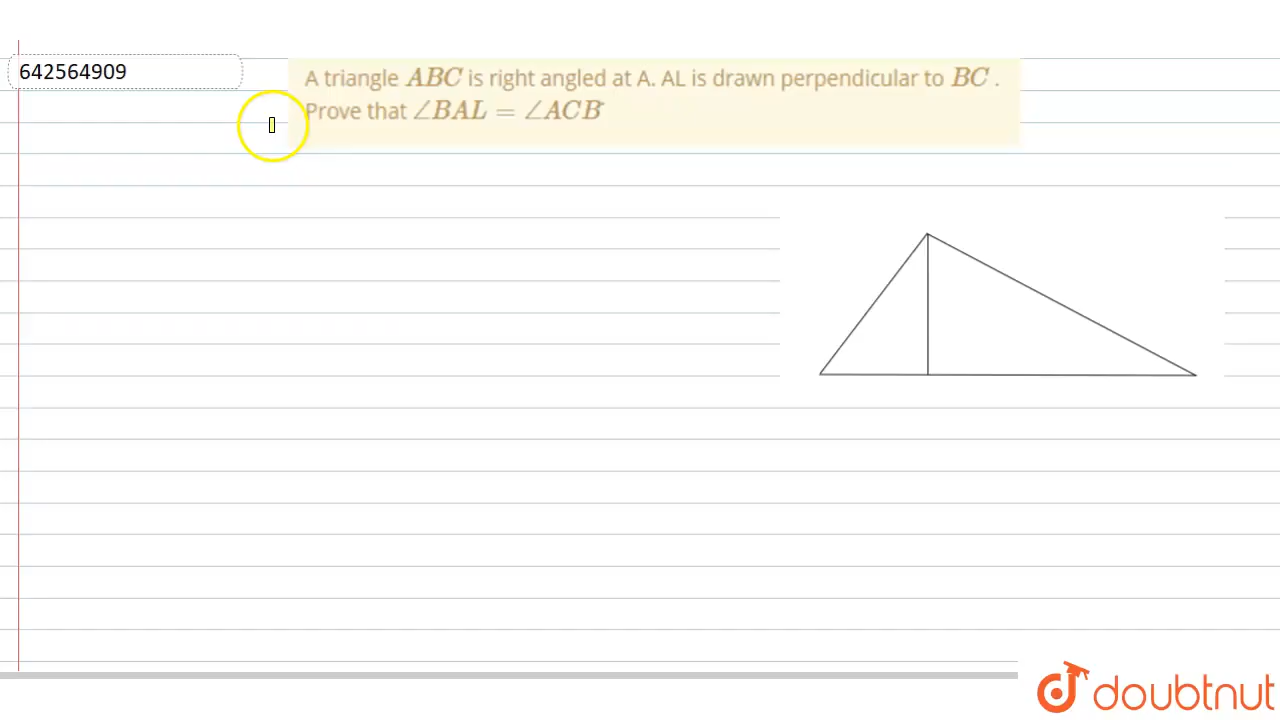 642564909
A triangle ABC is right angled at A. AL is drawn perpendicular to BC .
Prove that ∠BAL = ∠ACB
doubtnut